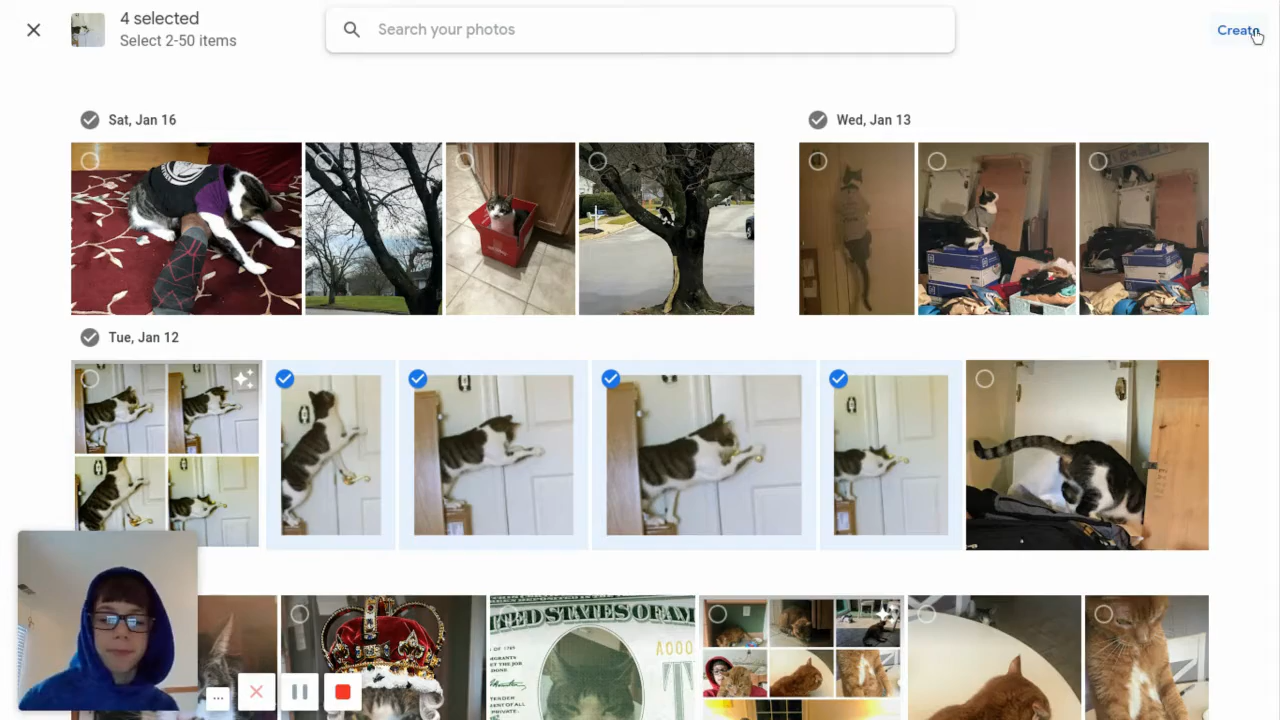 4 selected
Select 2-50 items
Search your photos
Create
Sat, Jan 16
Wed, Jan 13
Tue, Jan 12